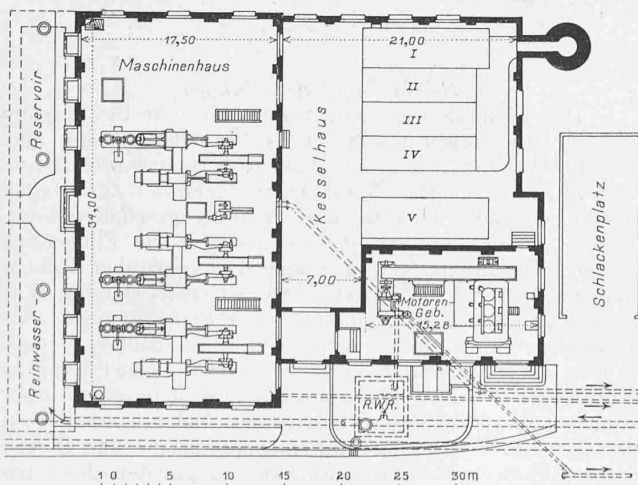 17,50
21,00
Maschinenhaus
I
II
III
IV
V
Reservoir
Kesselhaus
34,00
7,00
Motoren
Geb.
15,28
Schlackenplatz
Reinwasser
R.W.R.
1 0 5 10 15 20 25 30m